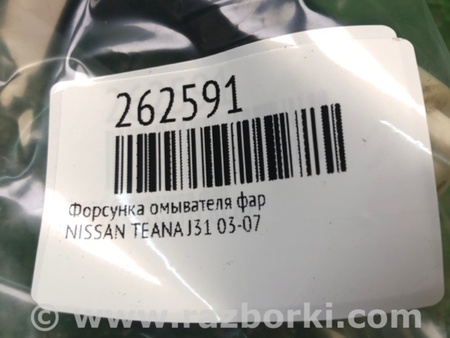 262591
Форсунка омывателя фар
NISSAN TEANA J31 03-07
© www.razborki.com